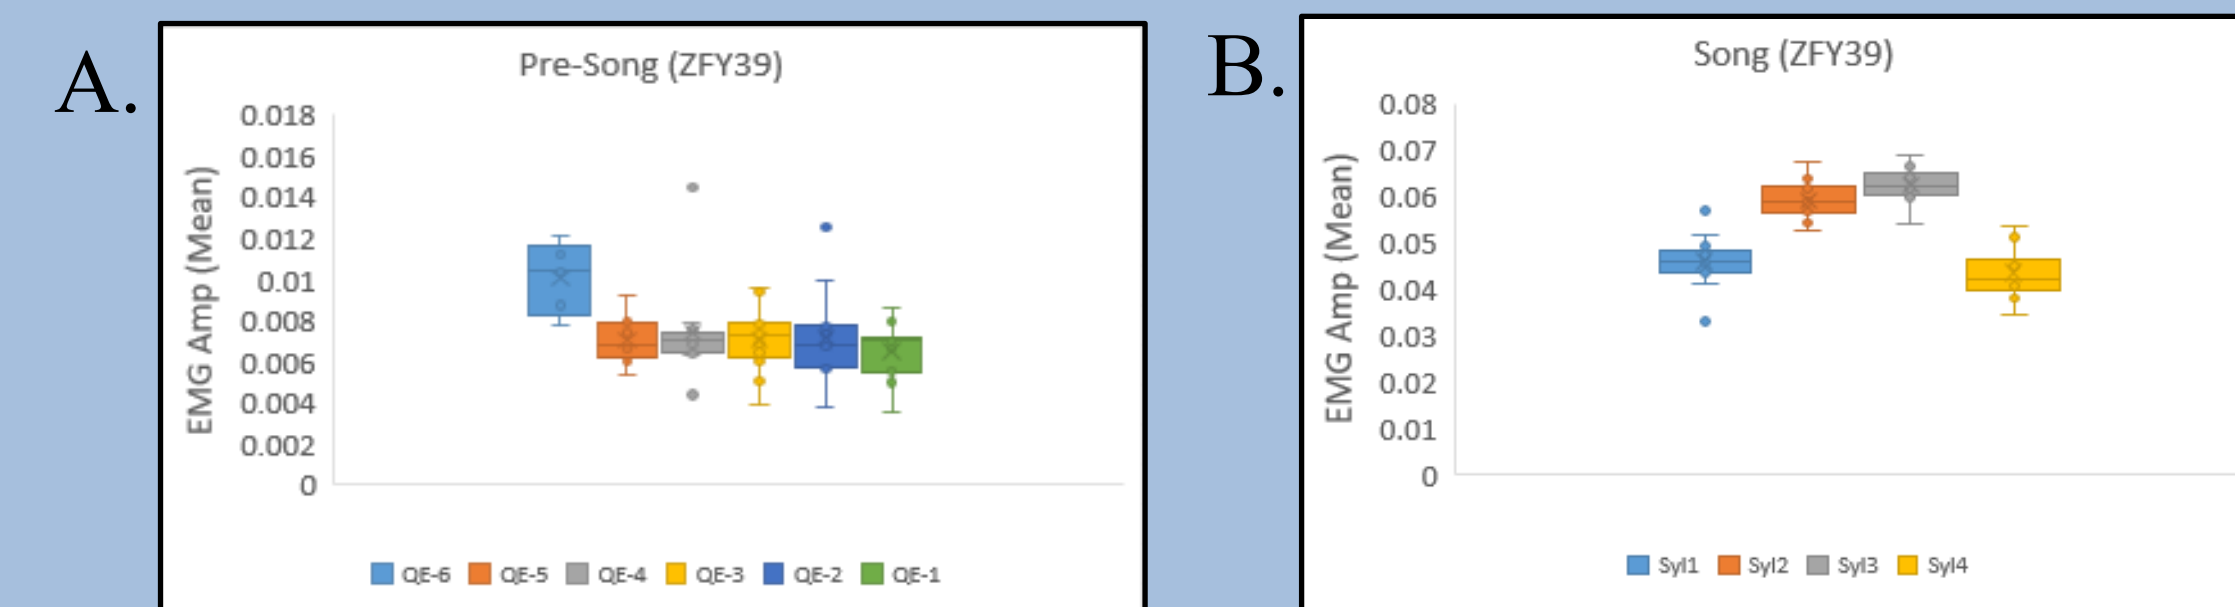 A.
Pre-Song (ZFY39)
EMG Amp (Mean)
0.018
0.016
0.014
0.012
0.01
0.008
0.006
0.004
0.002
0
QE-6 QE-5 QE-4 QE-3 QE-2 QE-1
B.
Song (ZFY39)
EMG Amp (Mean)
0.08
0.07
0.06
0.05
0.04
0.03
0.02
0.01
0
Syl1 Syl2 Syl3 Syl4